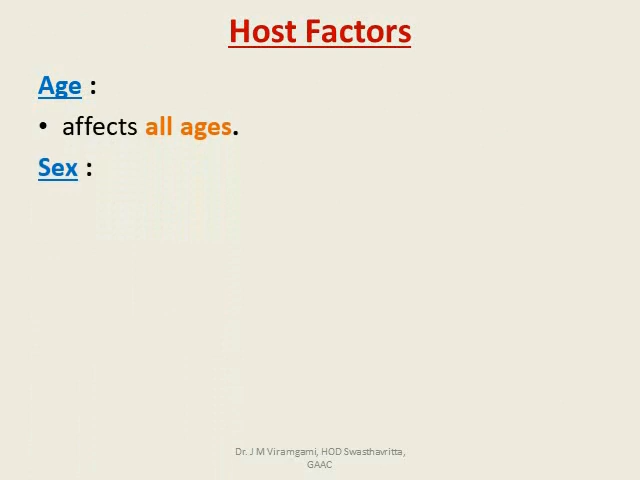 Host Factors
Age :
• affects all ages.
Sex :
Dr. J M Viramgami, HOD Swasthavritta,
GAAC